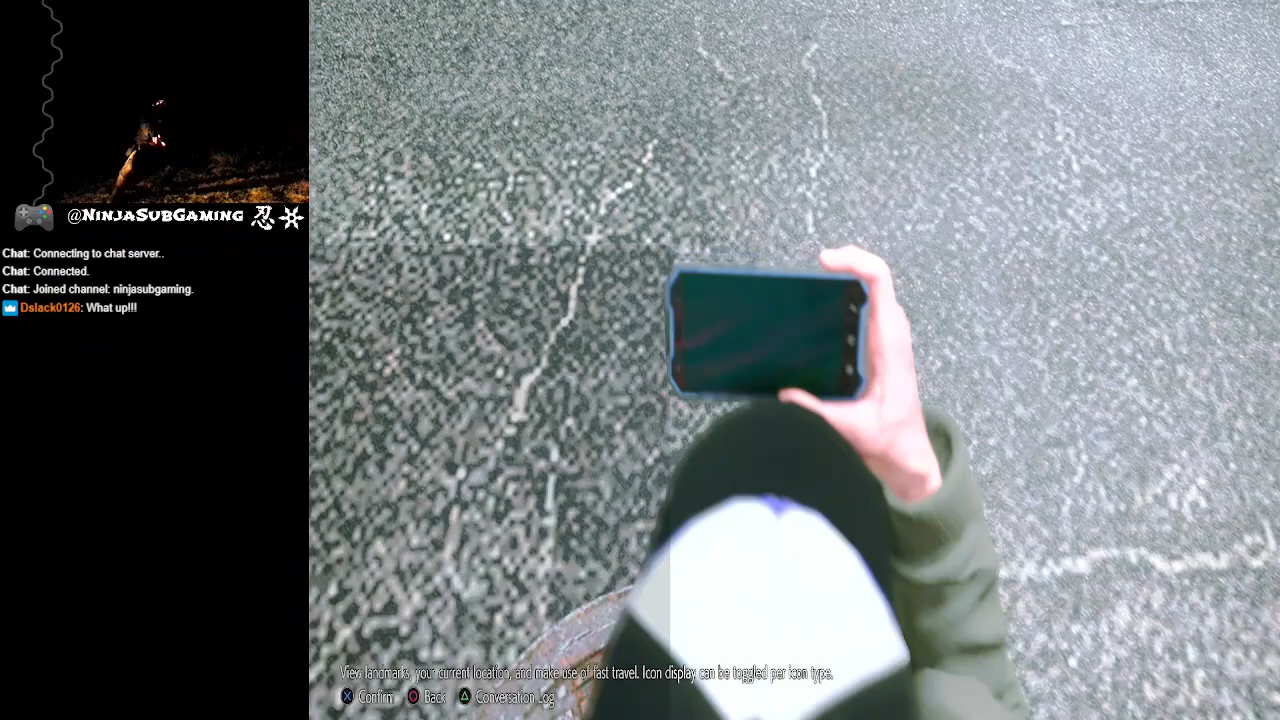 @NinjaSubGaming 忍
Chat: Connecting to chat server..
Chat: Connected.
Chat: Joined channel: ninjasubgaming.
Dslack0126: What up!!!
View landmarks, your current location, and make use of fast travel. Icon display can be toggled per icon type.
Confirm Back Conversation Log